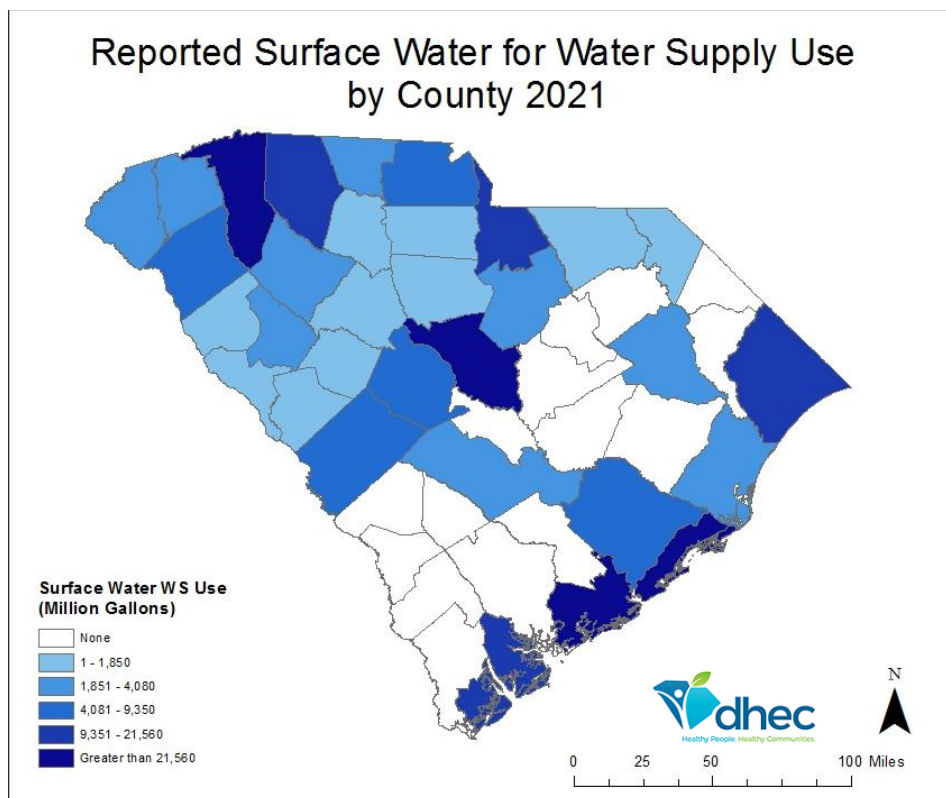 Reported Surface Water for Water Supply Use
by County 2021
Surface Water WS Use
(Million Gallons)
None
1 - 1,850
1,851 - 4,080
4,081 - 9,350
9,351 - 21,560
Greater than 21,560
dhec
Healthy People. Healthy Communities.
N
0 25 50 100 Miles